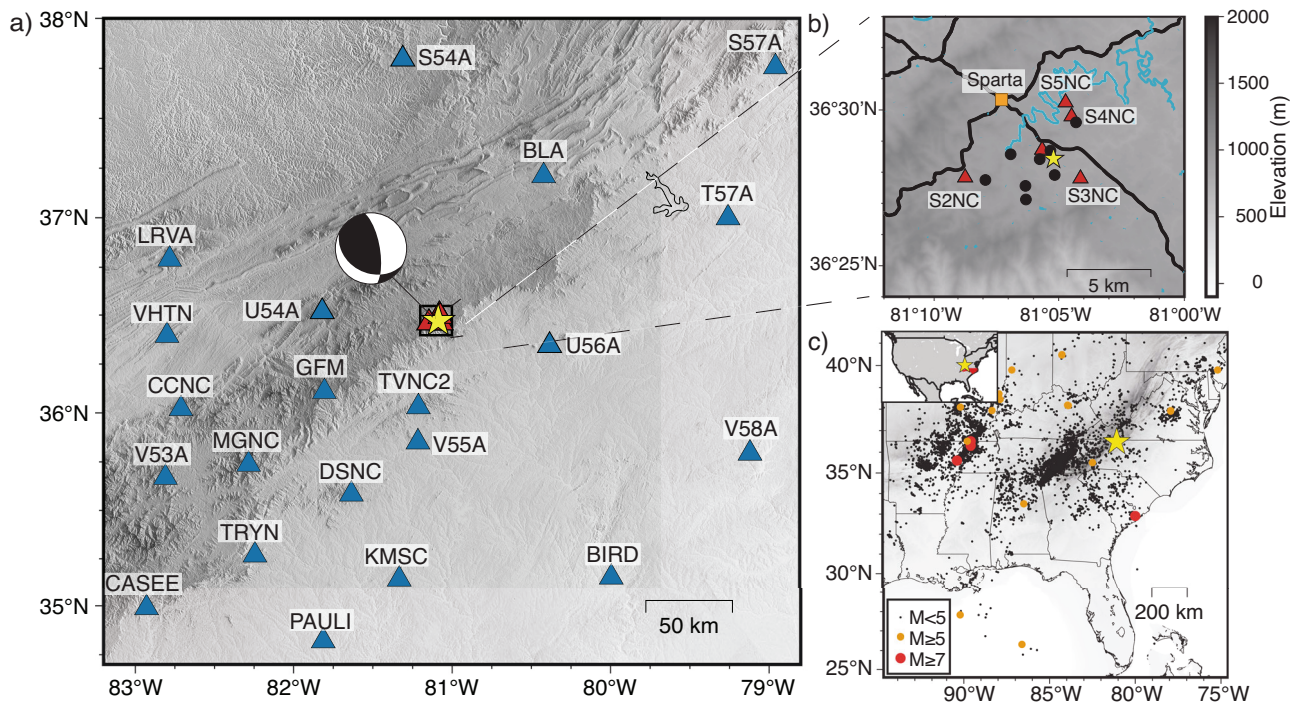 a)
38°N
37°N
36°N
35°N
83°W
82°W
81°W
80°W
79°W
S54A
S57A
BLA
T57A
LRVA
VHTN
U54A
U56A
GFM
CCNC
TVNC2
V53A
MGNC
V55A
V58A
DSNC
TRYN
KMSC
BIRD
CASEE
PAULI
50 km
b)
36°30'N
36°25'N
81°10'W
81°05'W
81°00'W
Sparta
S5NC
S4NC
S2NC
S3NC
5 km
2000
1500
1000
500
0
Elevation (m)
c)
40°N
35°N
30°N
25°N
90°W
85°W
80°W
75°W
200 km
M<5
M≥5
M≥7